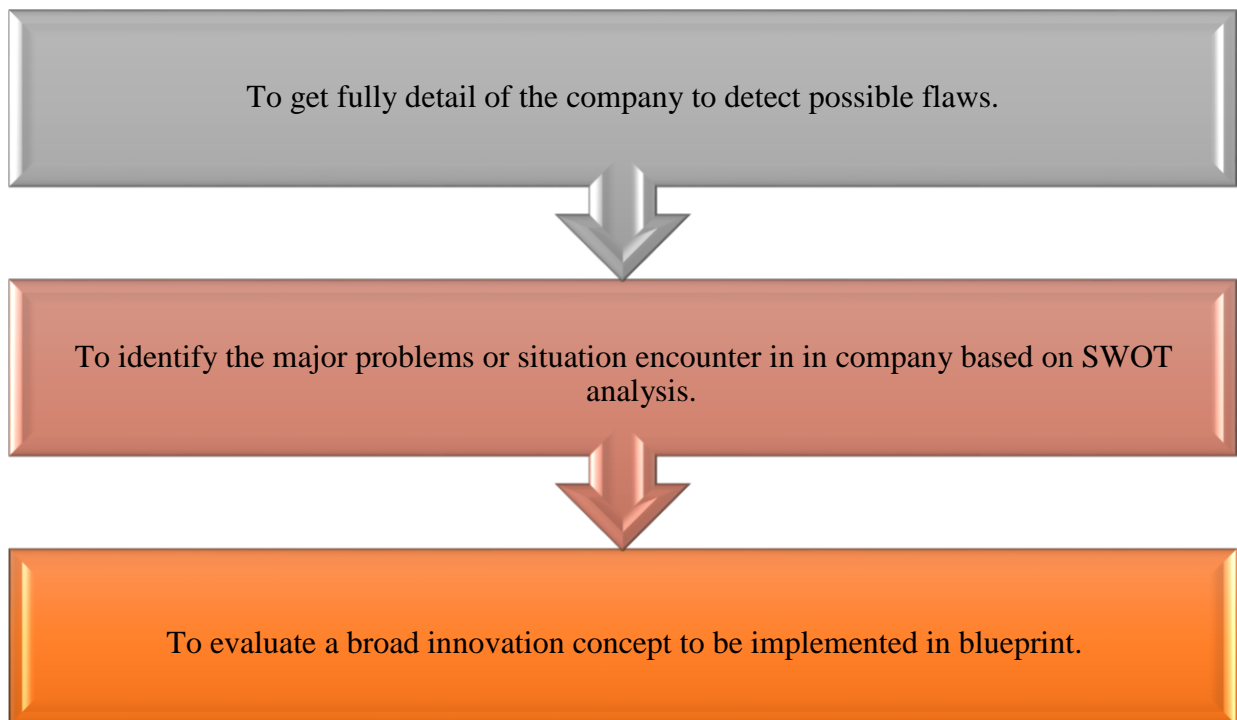 To get fully detail of the company to detect possible flaws.
To identify the major problems or situation encounter in in company based on SWOT
analysis.
To evaluate a broad innovation concept to be implemented in blueprint.